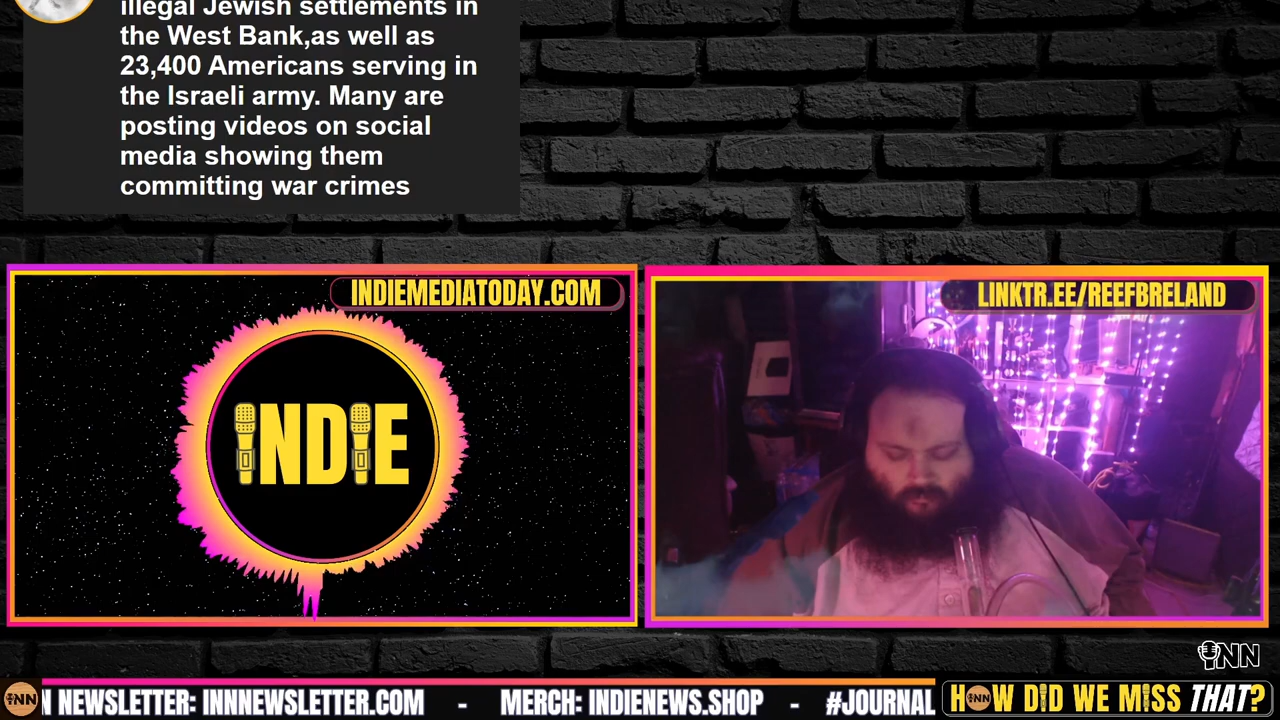 illegal Jewish settlements in
the West Bank,as well as
23,400 Americans serving in
the Israeli army. Many are
posting videos on social
media showing them
committing war crimes
INDIEMEDIATODAY.COM
LINKTR.EE/REEFBRELAND
INDIE
INN
INN
N NEWSLETTER: INNNEWSLETTER.COM - MERCH: INDIENEWS.SHOP - #JOURNAL
HOW DID WE MISS THAT?